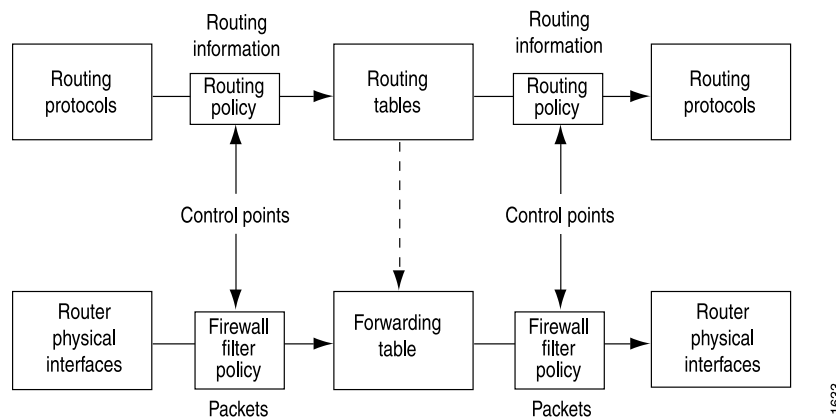 Routing
information
Routing
information
Routing
protocols
Routing
policy
Routing
tables
Routing
policy
Routing
protocols
Control points
Control points
Router
physical
interfaces
Firewall
filter
policy
Forwarding
table
Firewall
filter
policy
Router
physical
interfaces
Packets
Packets